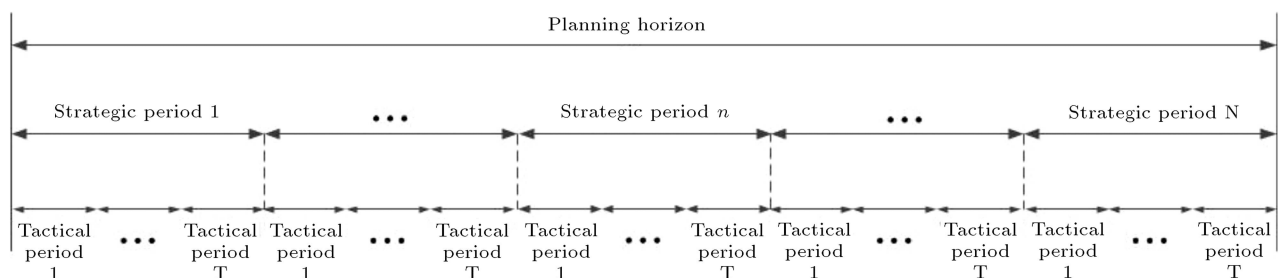 Planning horizon
Strategic period 1 ••• Strategic period n ••• Strategic period N
Tactical Tactical Tactical Tactical Tactical Tactical Tactical Tactical Tactical Tactical
period ••• period period ••• period period ••• period period ••• period period ••• period
1 T 1 T 1 T 1 T 1 T